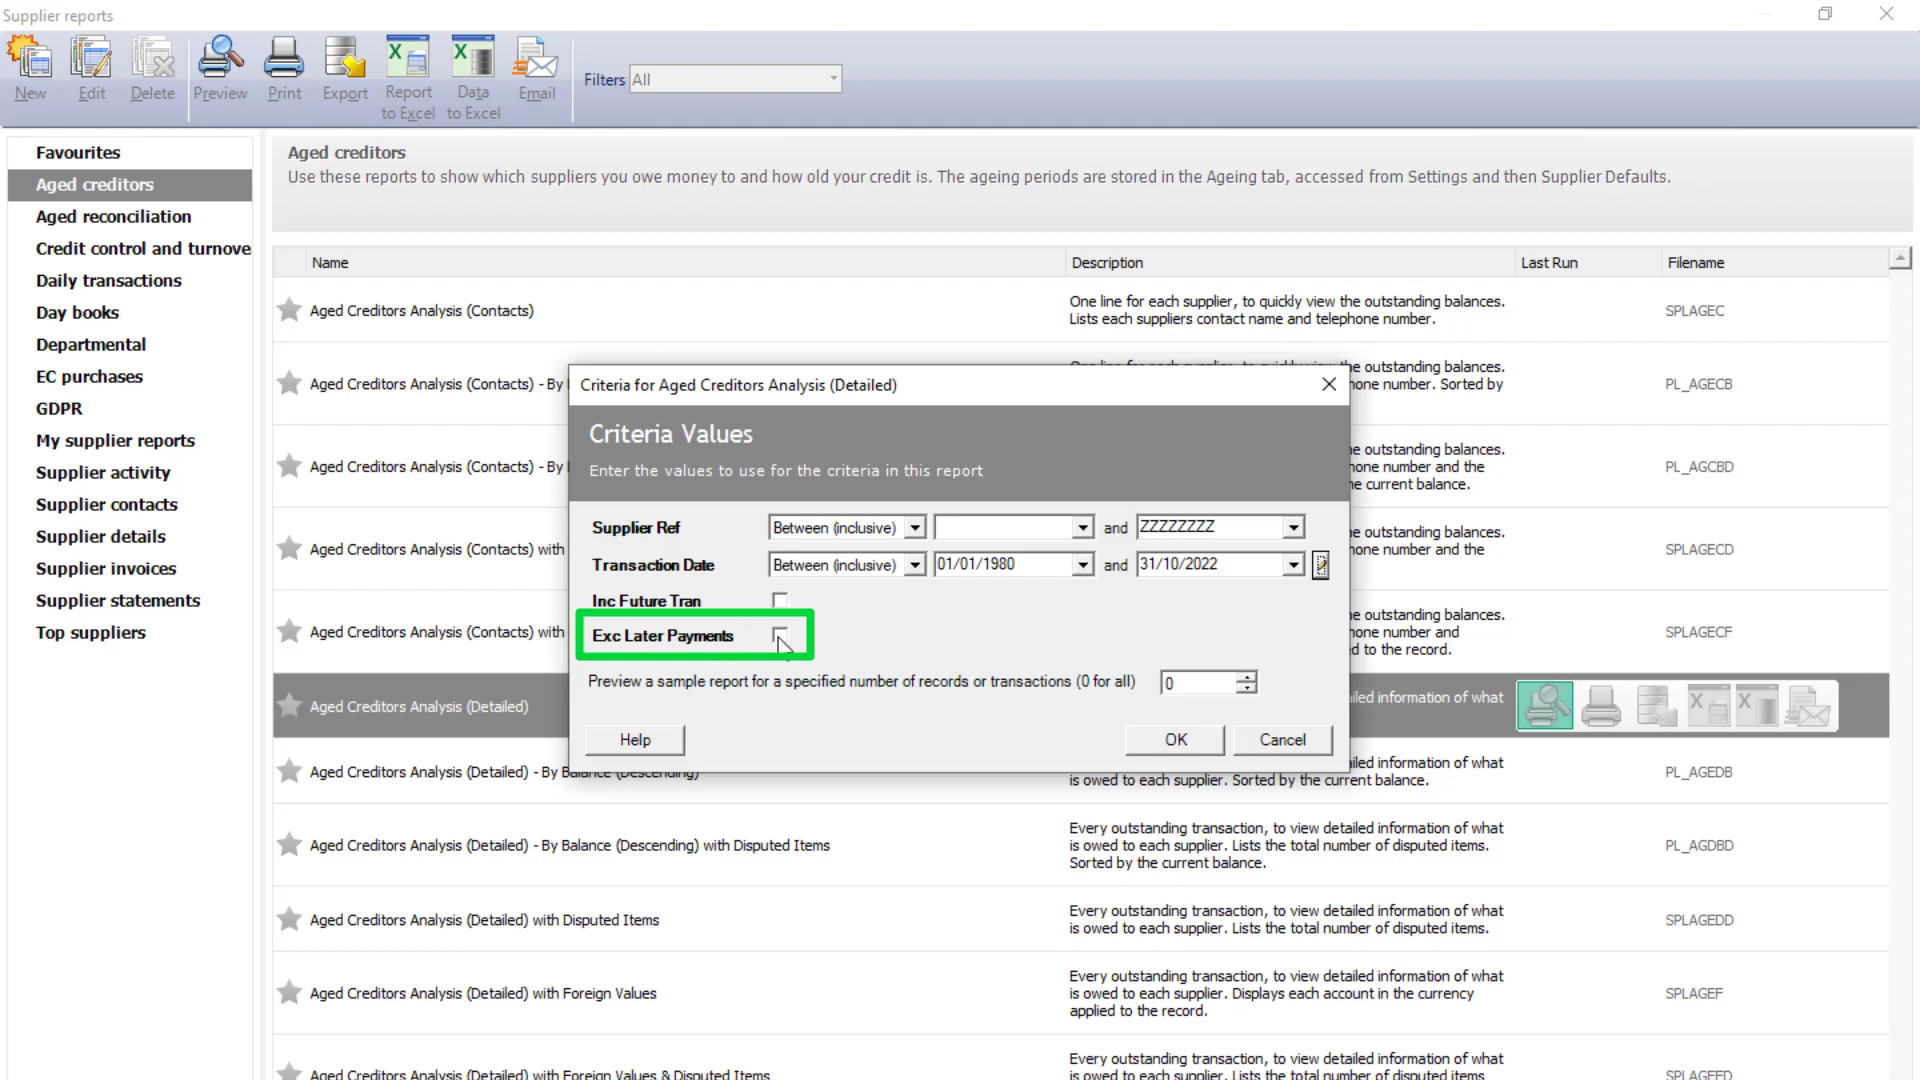 Supplier reports
New
Edit
Delete
Preview
Print
Export
Report
to Excel
Data
to Excel
Email
Filters All
Favourites
Aged creditors
Aged reconciliation
Credit control and turnove
Daily transactions
Day books
Departmental
EC purchases
GDPR
My supplier reports
Supplier activity
Supplier contacts
Supplier details
Supplier invoices
Supplier statements
Top suppliers
Aged creditors
Use these reports to show which suppliers you owe money to and how old your credit is. The ageing periods are stored in the Ageing tab, accessed from Settings and then Supplier Defaults.
Name Description Last Run Filename
Aged Creditors Analysis (Contacts)
One line for each supplier, to quickly view the outstanding balances.
Lists each suppliers contact name and telephone number.
SPLAGEC
Aged Creditors Analysis (Contacts) - By
he outstanding balances.
hone number. Sorted by
PL_AGECB
Aged Creditors Analysis (Contacts) - By
he outstanding balances.
hone number and the
he current balance.
PL_AGCBD
Aged Creditors Analysis (Contacts) with
he outstanding balances.
hone number and the
SPLAGECD
Aged Creditors Analysis (Contacts) with
he outstanding balances.
hone number and
d to the record.
SPLAGECF
Aged Creditors Analysis (Detailed)
ailed information of what
Criteria for Aged Creditors Analysis (Detailed)
Criteria Values
Enter the values to use for the criteria in this report
Supplier Ref Between (inclusive) and ZZZZZZZZ
Transaction Date Between (inclusive) 01/01/1980 and 31/10/2022
Inc Future Tran
Exc Later Payments
Preview a sample report for a specified number of records or transactions (0 for all) 0
Help OK Cancel
Aged Creditors Analysis (Detailed) - By Balance (Descending)
ailed information of what
is owed to each supplier. Sorted by the current balance.
PL_AGEDB
Aged Creditors Analysis (Detailed) - By Balance (Descending) with Disputed Items
Every outstanding transaction, to view detailed information of what
is owed to each supplier. Lists the total number of disputed items.
Sorted by the current balance.
PL_AGDBD
Aged Creditors Analysis (Detailed) with Disputed Items
Every outstanding transaction, to view detailed information of what
is owed to each supplier. Lists the total number of disputed items.
SPLAGEDD
Aged Creditors Analysis (Detailed) with Foreign Values
Every outstanding transaction, to view detailed information of what
is owed to each supplier. Displays each account in the currency
applied to the record.
SPLAGEF
Aged Creditors Analysis (Detailed) with Foreign Values & Disputed Items
Every outstanding transaction, to view detailed information of what
is owed to each supplier. Lists the total number of disputed items
SPLAGEFD